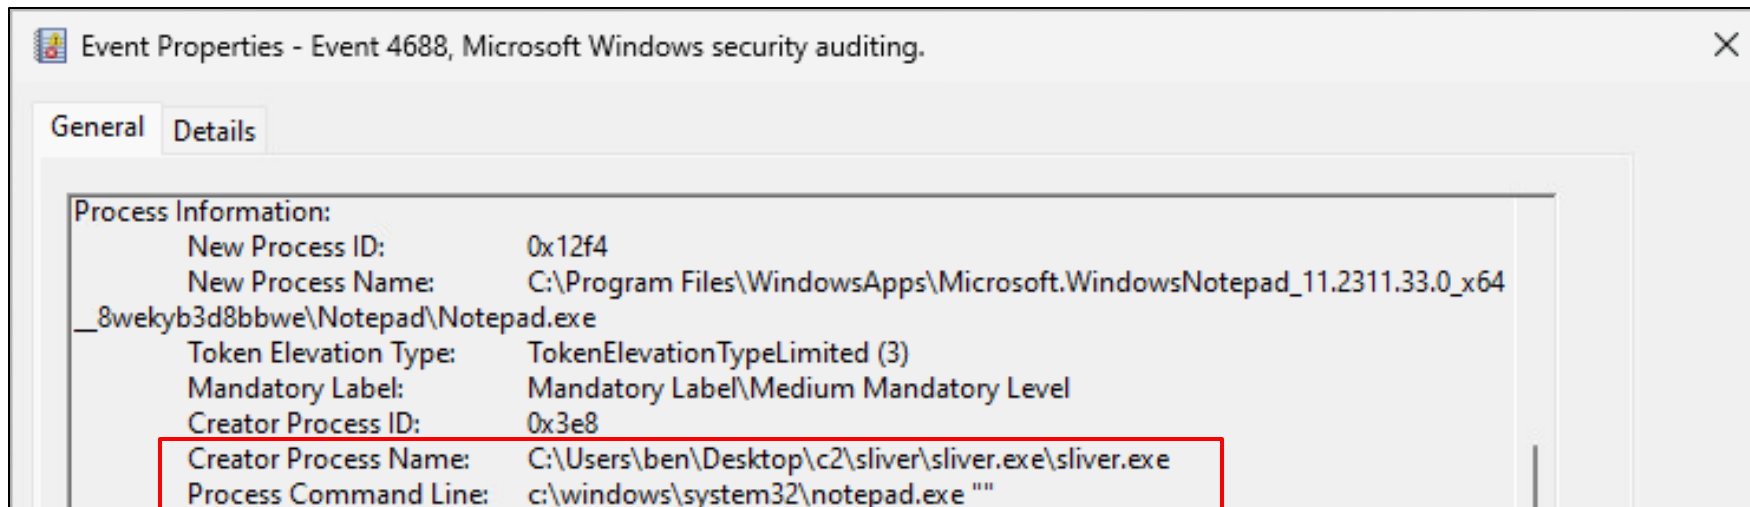 Event Properties - Event 4688, Microsoft Windows security auditing.
General Details
Process Information:
New Process ID: 0x12f4
New Process Name: C:\Program Files\WindowsApps\Microsoft.WindowsNotepad_11.2311.33.0_x64
__8wekyb3d8bbwe\Notepad\Notepad.exe
Token Elevation Type: TokenElevationTypeLimited (3)
Mandatory Label: Mandatory Label\Medium Mandatory Level
Creator Process ID: 0x3e8
Creator Process Name: C:\Users\ben\Desktop\c2\sliver\sliver.exe\sliver.exe
Process Command Line: c:\windows\system32\notepad.exe ""